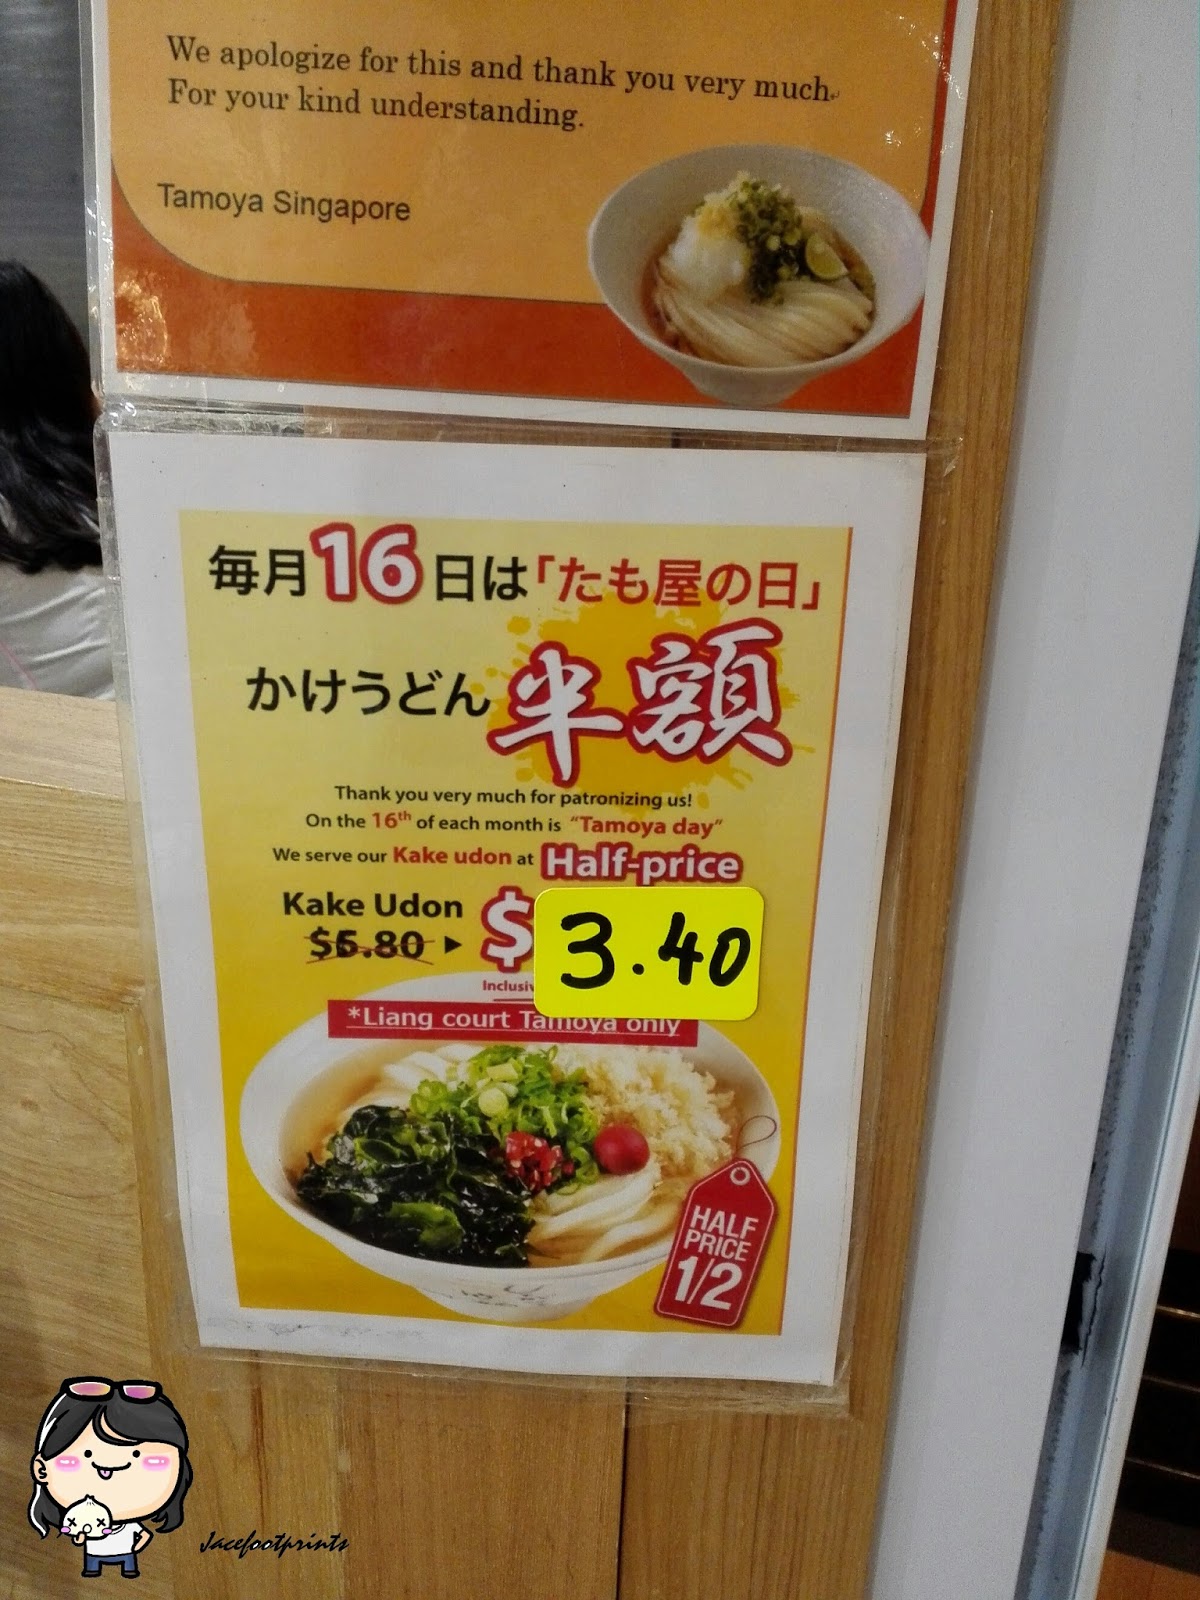 We apologize for this and thank you very much
For your kind understanding.
Tamoya Singapore
毎月16日は「たも屋の日」
かけうどん 半額
Thank you very much for patronizing us!
On the 16th of each month is "Tamoya day"
We serve our Kake udon at Half-price
Kake Udon
$6.80 ▶ $3.40
*Liang court Tamoya only
HALF
PRICE
1/2
Jacefootprints